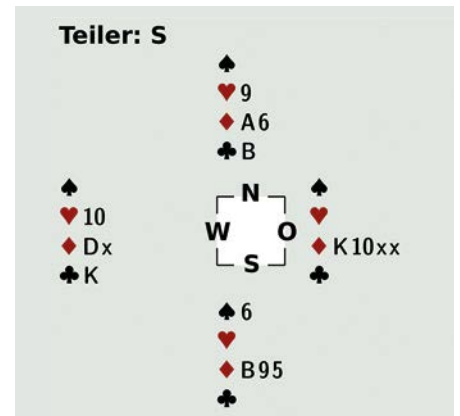 Teiler: S
♠
♥ 9
♦ A6
♣ B
♠
♥ 10
♦ Dx
♣ K
N
W O
S
♠
♥
♦ K10xx
♣
♠ 6
♥
♦ B95
♣